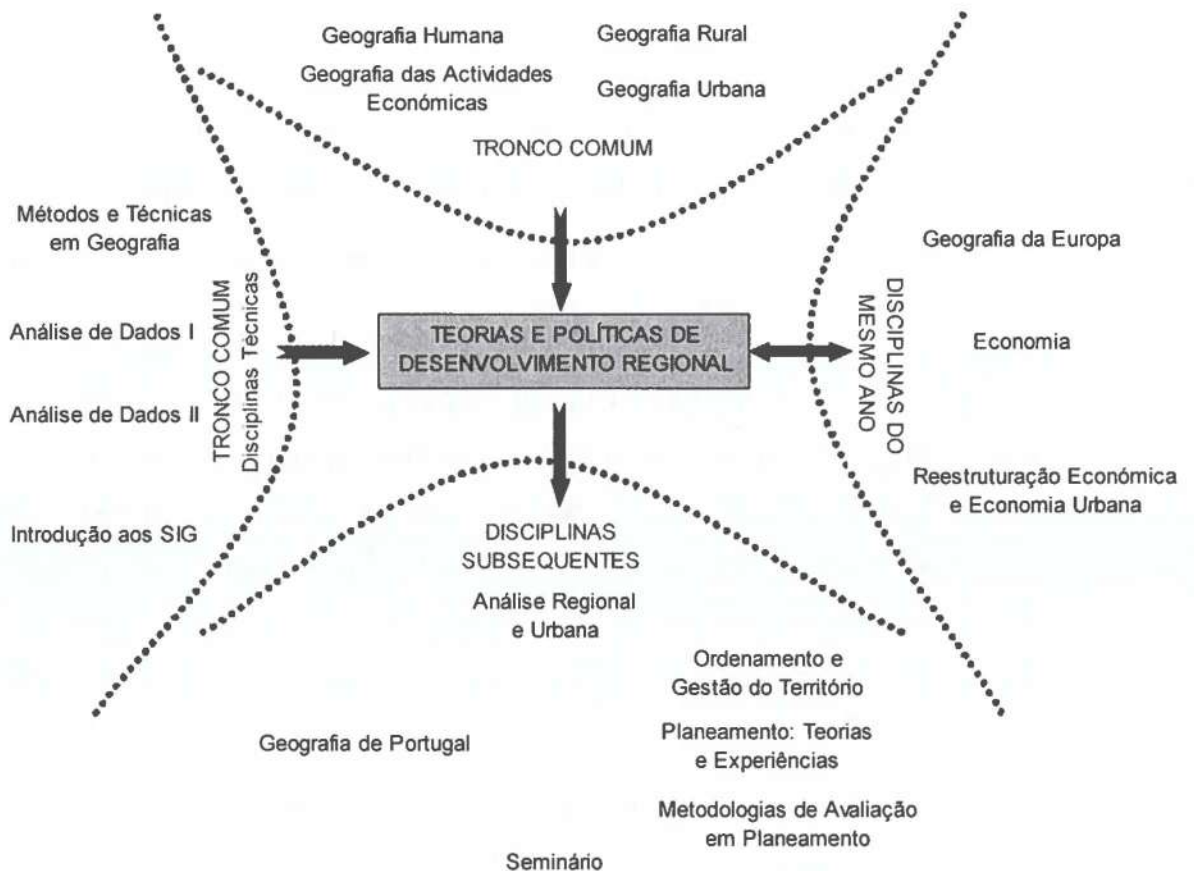 Geografia Humana
Geografia Rural
Geografia das Actividades
Económicas
Geografia Urbana
TRONCO COMUM
Métodos e Técnicas
em Geografia
Análise de Dados I
Análise de Dados II
Introdução aos SIG
TRONCO COMUM
Disciplinas Técnicas
TEORIAS E POLÍTICAS DE
DESENVOLVIMENTO REGIONAL
DISCIPLINAS DO
MESMO ANO
Geografia da Europa
Economia
Reestruturação Económica
e Economia Urbana
DISCIPLINAS
SUBSEQUENTES
Análise Regional
e Urbana
Ordenamento e
Gestão do Território
Geografia de Portugal
Planeamento: Teorias
e Experiências
Metodologias de Avaliação
em Planeamento
Seminário